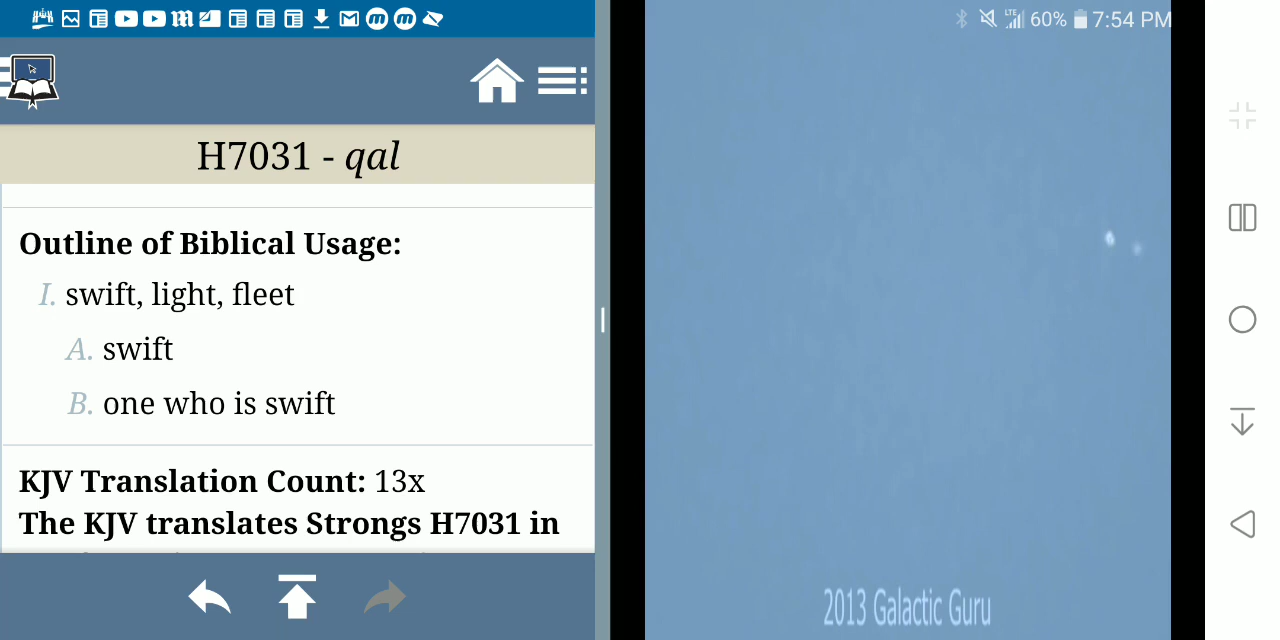 LTE 60% 7:54 PM
H7031 - qal
Outline of Biblical Usage:
I. swift, light, fleet
A. swift
B. one who is swift
KJV Translation Count: 13x
The KJV translates Strongs H7031 in
2013 Galactic Guru